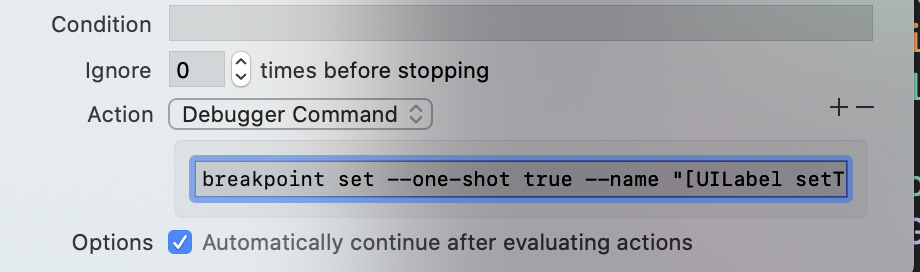 Condition
Ignore 0 times before stopping
Action Debugger Command
breakpoint set --one-shot true --name "[UILabel setT
Options Automatically continue after evaluating actions